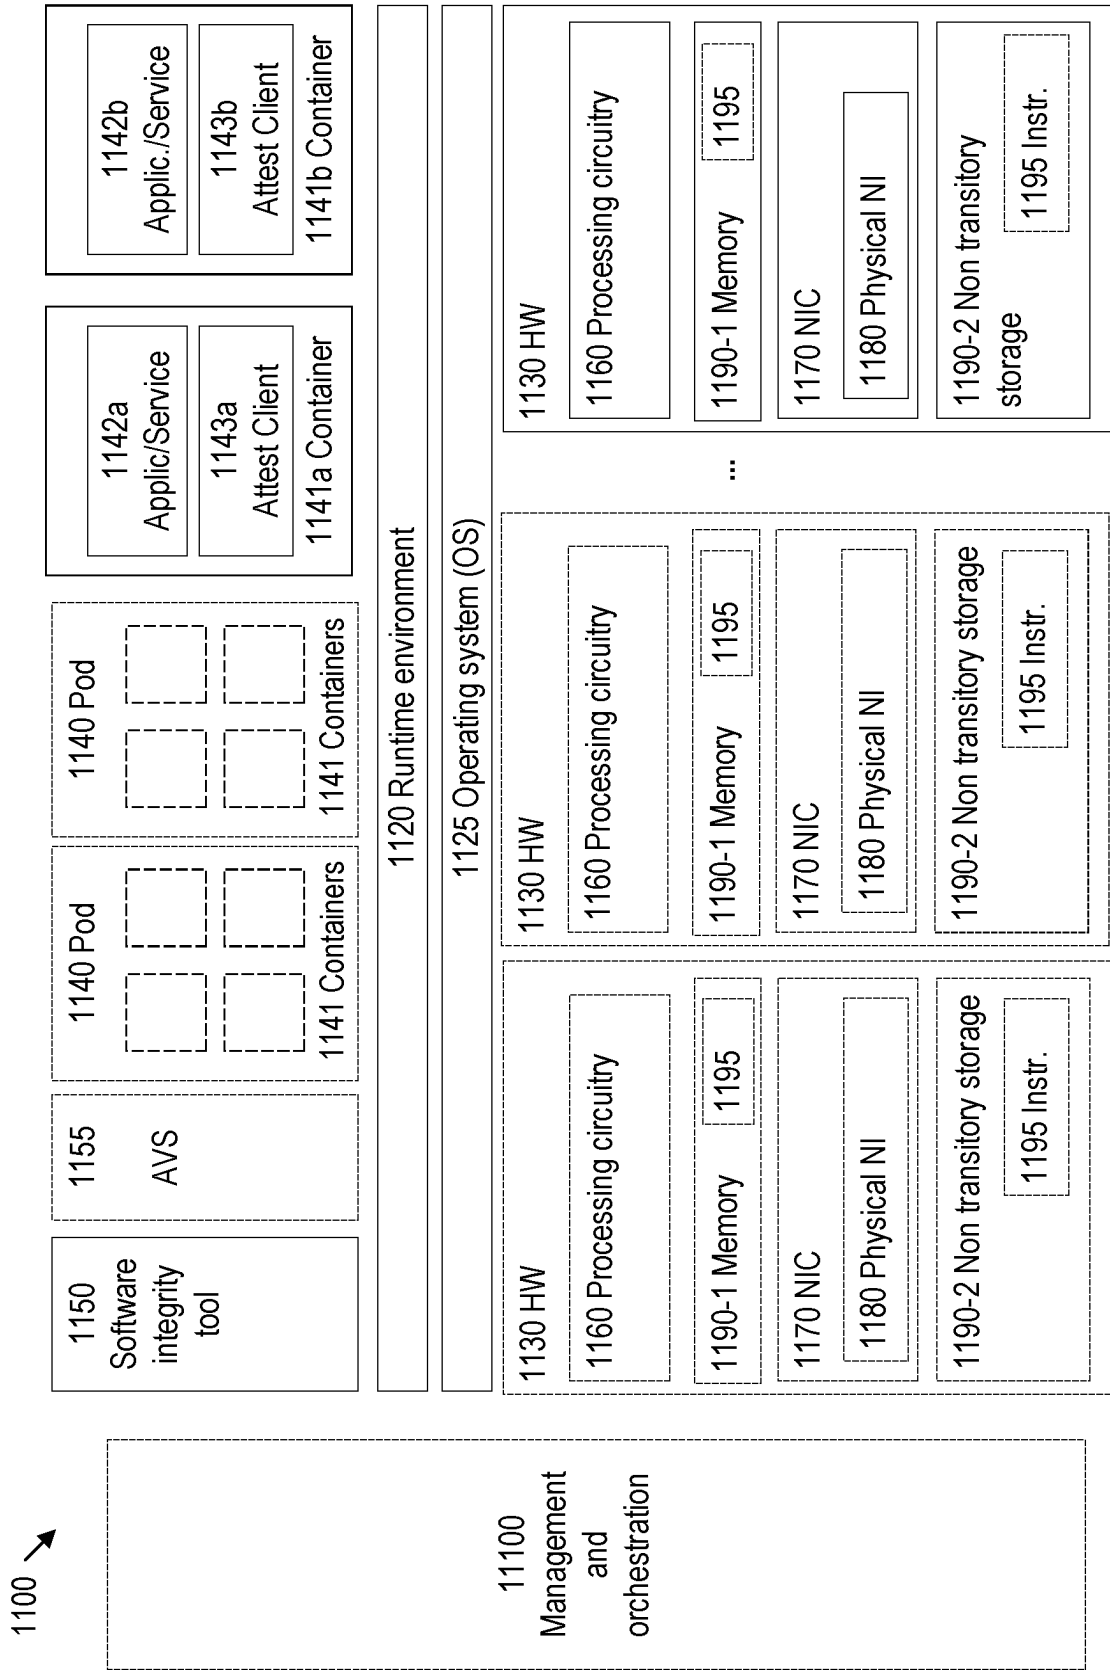 1100
11100
Management
and
orchestration
1150
Software
integrity
tool
1155
AVS
1140 Pod
1141 Containers
1140 Pod
1141 Containers
1142a
Applic/Service
1143a
Attest Client
1141a Container
1142b
Applic./Service
1143b
Attest Client
1141b Container
1120 Runtime environment
1125 Operating system (OS)
1130 HW
1160 Processing circuitry
1190-1 Memory
1195
1170 NIC
1180 Physical NI
1190-2 Non transitory storage
1195 Instr.
1130 HW
1160 Processing circuitry
1190-1 Memory
1195
1170 NIC
1180 Physical NI
1190-2 Non transitory storage
1195 Instr.
...
1130 HW
1160 Processing circuitry
1190-1 Memory
1195
1170 NIC
1180 Physical NI
1190-2 Non transitory
storage
1195 Instr.